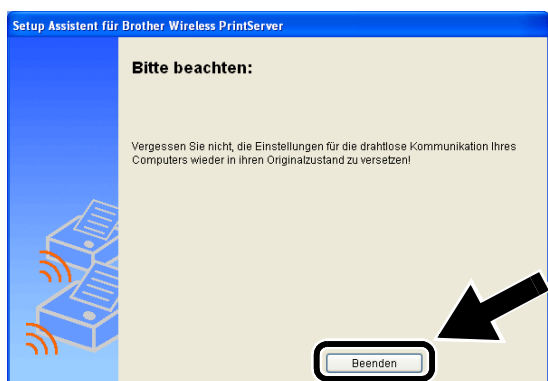 Setup Assistent für Brother Wireless PrintServer
Bitte beachten:
Vergessen Sie nicht, die Einstellungen für die drahtlose Kommunikation Ihres
Computers wieder in ihren Originalzustand zu versetzen!
Beenden